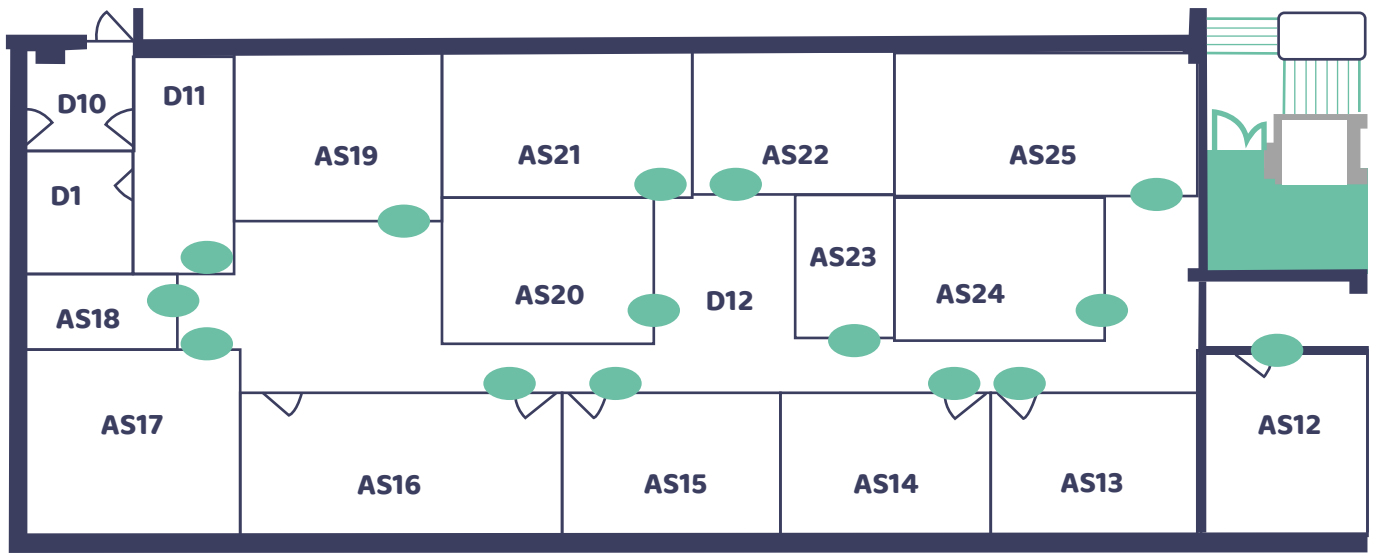 D10
D11
D1
AS19
AS21
AS22
AS25
AS18
AS20
D12
AS23
AS24
AS17
AS16
AS15
AS14
AS13
AS12